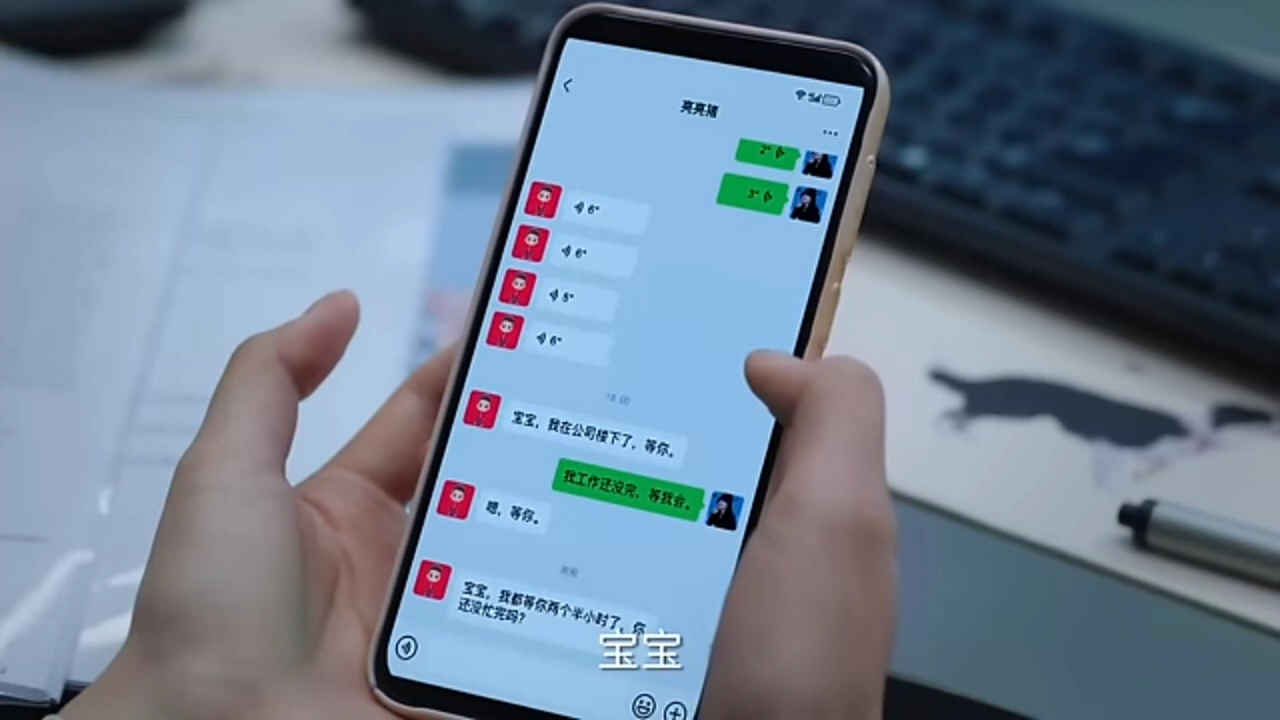 亮亮猪
2"
3"
6"
6"
5"
6"
18:00
宝宝，我在公司楼下了，等你。
我工作还没完，等我会。
嗯，等你。
宝宝，我都等你两个半小时了，你
还没忙完吗？
宝宝